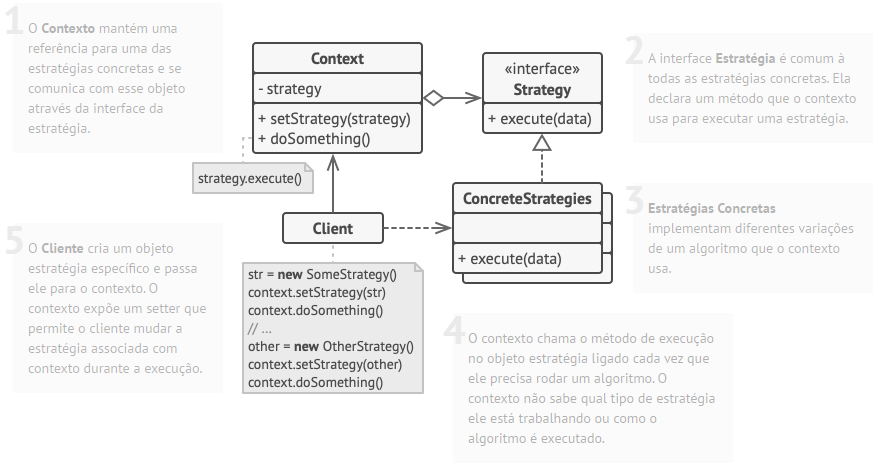 1
O Contexto mantém uma
referência para uma das
estratégias concretas e se
comunica com esse objeto
através da interface da
estratégia.
Context
- strategy
+ setStrategy(strategy)
+ doSomething()
strategy.execute()
«interface»
Strategy
+ execute(data)
2
A interface Estratégia é comum à
todas as estratégias concretas. Ela
declara um método que o contexto
usa para executar uma estratégia.
ConcreteStrategies
+ execute(data)
3
Estratégias Concretas
implementam diferentes variações
de um algoritmo que o contexto
usa.
Client
str = new SomeStrategy()
context.setStrategy(str)
context.doSomething()
// ...
other = new OtherStrategy()
context.setStrategy(other)
context.doSomething()
4
O contexto chama o método de execução
no objeto estratégia ligado cada vez que
ele precisa rodar um algoritmo. O
contexto não sabe qual tipo de estratégia
ele está trabalhando ou como o
algoritmo é executado.
5
O Cliente cria um objeto
estratégia específico e passa
ele para o contexto. O
contexto expõe um setter que
permite o cliente mudar a
estratégia associada com
contexto durante a execução.